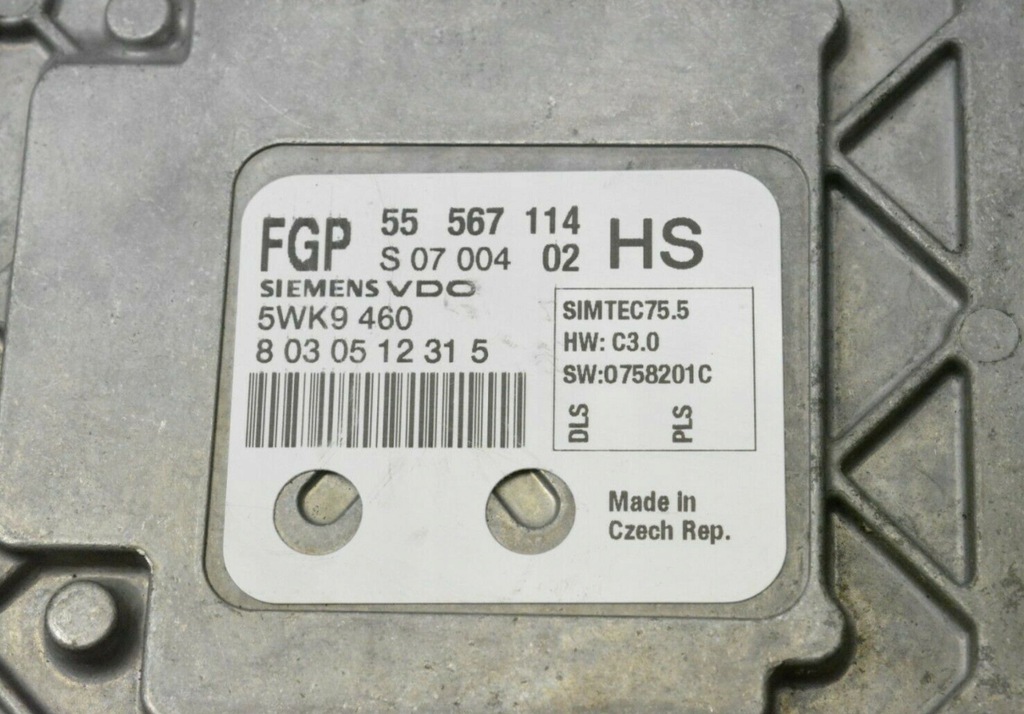 FGP 55 567 114 HS
S 07 004 02
SIEMENS VDO
5WK9 460
8 03 05 12 31 5
SIMTEC75.5
HW: C3.0
SW:0758201C
DLS PLS
Made In
Czech Rep.